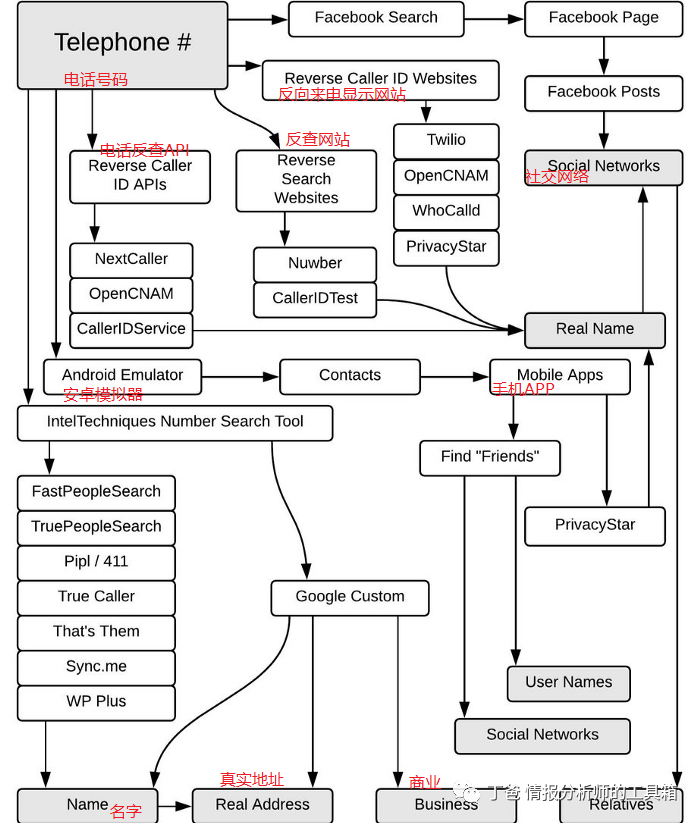 Telephone #
电话号码
Facebook Search
Facebook Page
Reverse Caller ID Websites
反向来电显示网站
Facebook Posts
电话反查API
Reverse Caller
ID APIs
反查网站
Reverse
Search
Websites
Twilio
OpenCNAM
WhoCalld
PrivacyStar
Social Networks
社交网络
NextCaller
OpenCNAM
CallerIDService
Nuwber
CallerIDTest
Real Name
Android Emulator
安卓模拟器
Contacts
Mobile Apps
手机APP
IntelTechniques Number Search Tool
Find "Friends"
FastPeopleSearch
TruePeopleSearch
Pipl / 411
True Caller
That's Them
Sync.me
WP Plus
PrivacyStar
Google Custom
User Names
Social Networks
Name
名字
真实地址
Real Address
商业
Business
Relatives
丁爸 情报分析师的工具箱